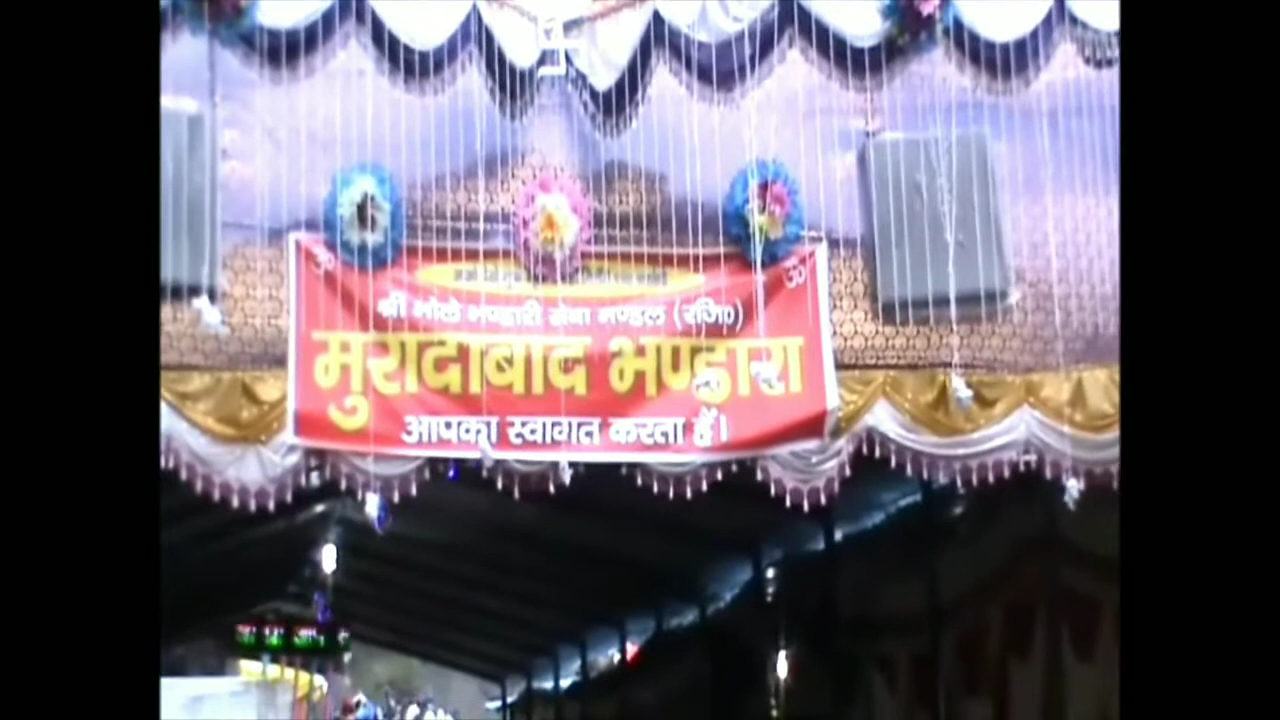 ॐ ॐ
श्री भोले भण्डारी सेवा मण्डल (रजि०)
मुरादाबाद भण्डारा
आपका स्वागत करता हैं।